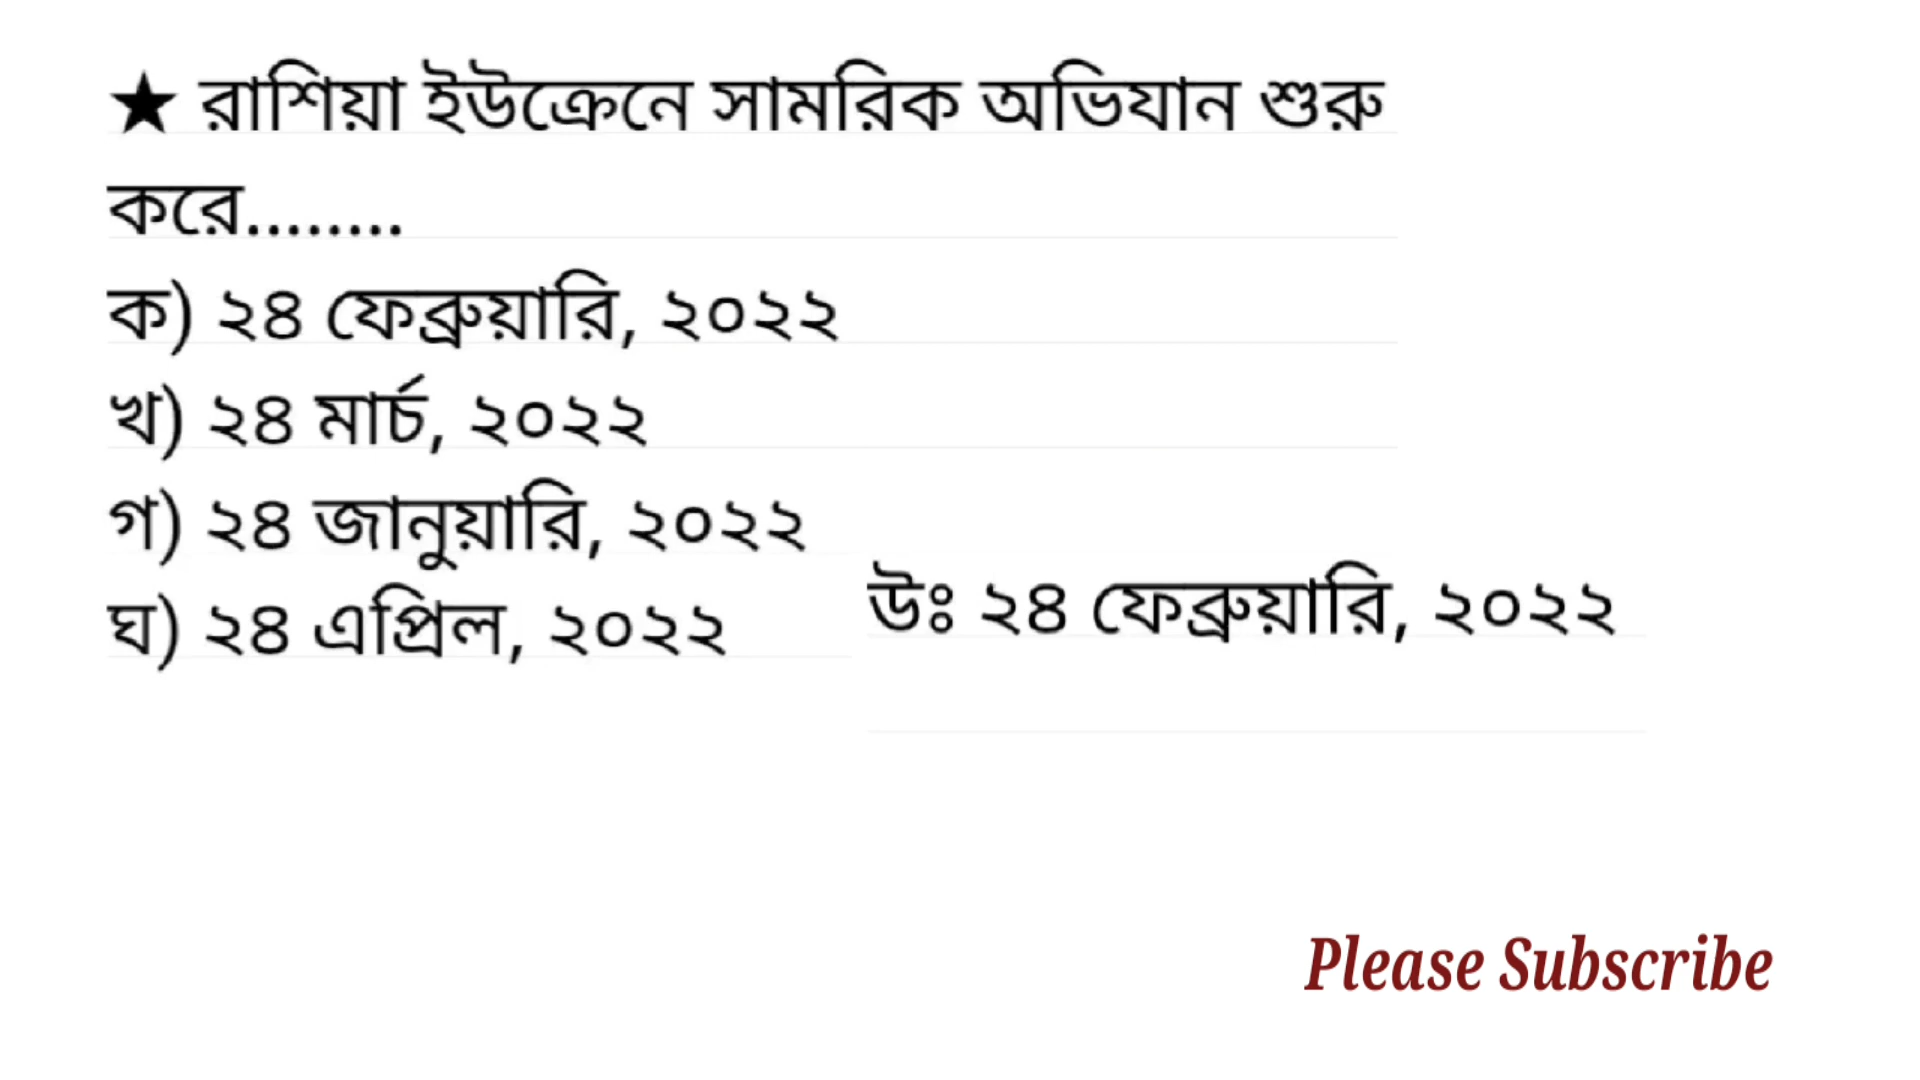 ★ রাশিয়া ইউক্রেনে সামরিক অভিযান শুরু
করে........
ক) ২৪ ফেব্রুয়ারি, ২০২২
খ) ২৪ মার্চ, ২০২২
গ) ২৪ জানুয়ারি, ২০২২
ঘ) ২৪ এপ্রিল, ২০২২
উঃ ২৪ ফেব্রুয়ারি, ২০২২
Please Subscribe